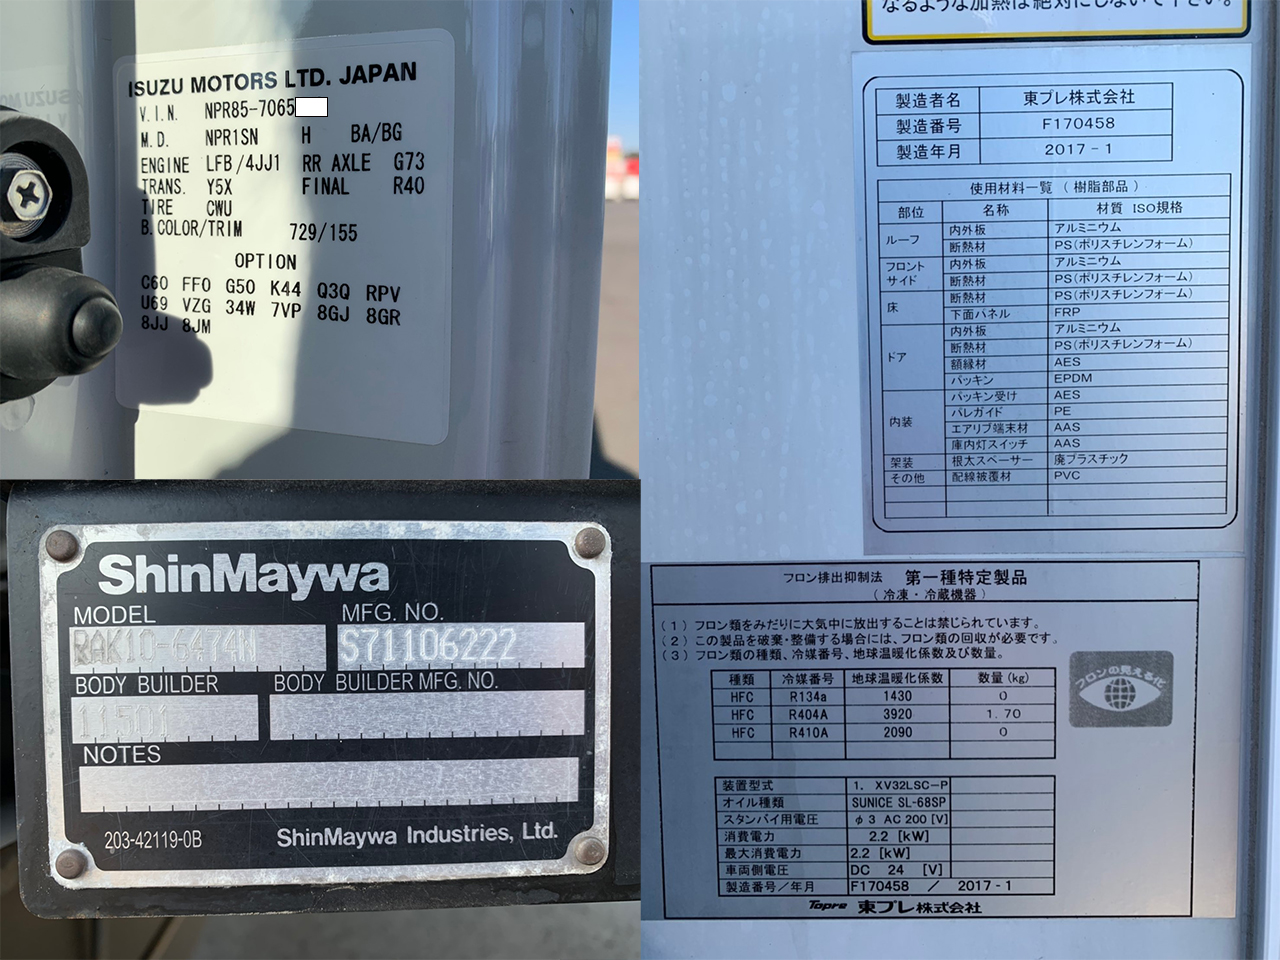 ISUZU MOTORS LTD. JAPAN
V.I.N. NPR85-7065
M.D. NPR1SN H BA/BG
ENGINE LFB/4JJ1 RR AXLE G73
TRANS. Y5X FINAL R40
TIRE CWU
B.COLOR/TRIM 729/155
OPTION
C60 FF0 G50 K44 Q3Q RPV
U69 VZG 34W 7VP 8GJ 8GR
8JJ 8JM
ShinMaywa
MODEL MFG. NO.
RAK10-6474N S71106222
BODY BUILDER BODY BUILDER MFG. NO.
11501
NOTES
203-42119-0B ShinMaywa Industries, Ltd.
なるような加熱は絶対にしないで下さい。
製造者名 東プレ株式会社
製造番号 F170458
製造年月 2017-1
使用材料一覧（樹脂部品）
部位 名称 材質 ISO規格
ルーフ 内外板 アルミニウム
断熱材 PS(ポリスチレンフォーム)
フロントサイド 内外板 アルミニウム
断熱材 PS(ポリスチレンフォーム)
床 断熱材 PS(ポリスチレンフォーム)
下面パネル FRP
ドア 内外板 アルミニウム
断熱材 PS(ポリスチレンフォーム)
額縁材 AES
パッキン EPDM
内装 パッキン受け AES
パレガイド PE
エアリブ端末材 AAS
庫内灯スイッチ AAS
架装 根太スペーサー 廃プラスチック
その他 配線被覆材 PVC
フロン排出抑制法 第一種特定製品
（冷凍・冷蔵機器）
(1) フロン類をみだりに大気中に放出することは禁じられています。
(2) この製品を破棄・整備する場合には、フロン類の回収が必要です。
(3) フロン類の種類、冷媒番号、地球温暖化係数及び数量。
種類 冷媒番号 地球温暖化係数 数量(kg)
HFC R134a 1430 0
HFC R404A 3920 1.70
HFC R410A 2090 0
フロンの見える化
装置型式 1. XV32LSC-P
オイル種類 SUNICE SL-68SP
スタンバイ用電圧 φ3 AC200[V]
消費電力 2.2 [kW]
最大消費電力 2.2 [kW]
車両側電圧 DC 24 [V]
製造番号/年月 F170458 / 2017-1
Topre 東プレ株式会社